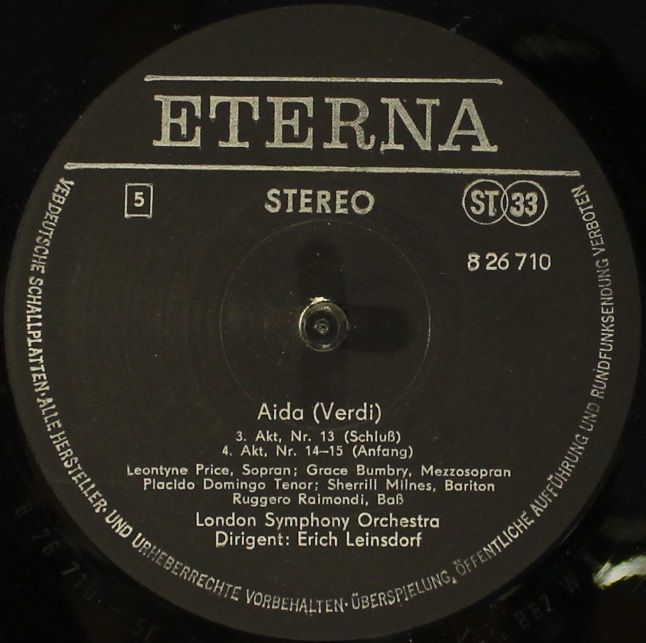 ETERNA
5
STEREO
ST 33
8 26 710
Aida (Verdi)
3. Akt, Nr. 13 (Schluß)
4. Akt, Nr. 14–15 (Anfang)
Leontyne Price, Sopran; Grace Bumbry, Mezzosopran
Placido Domingo Tenor; Sherrill Milnes, Bariton
Ruggero Raimondi, Baß
London Symphony Orchestra
Dirigent: Erich Leinsdorf
VEB DEUTSCHE SCHALLPLATTEN · ALLE HERSTELLER- UND URHEBERRECHTE VORBEHALTEN · ÜBERSPIELUNG, ÖFFENTLICHE AUFFÜHRUNG UND RUNDFUNKSENDUNG VERBOTEN